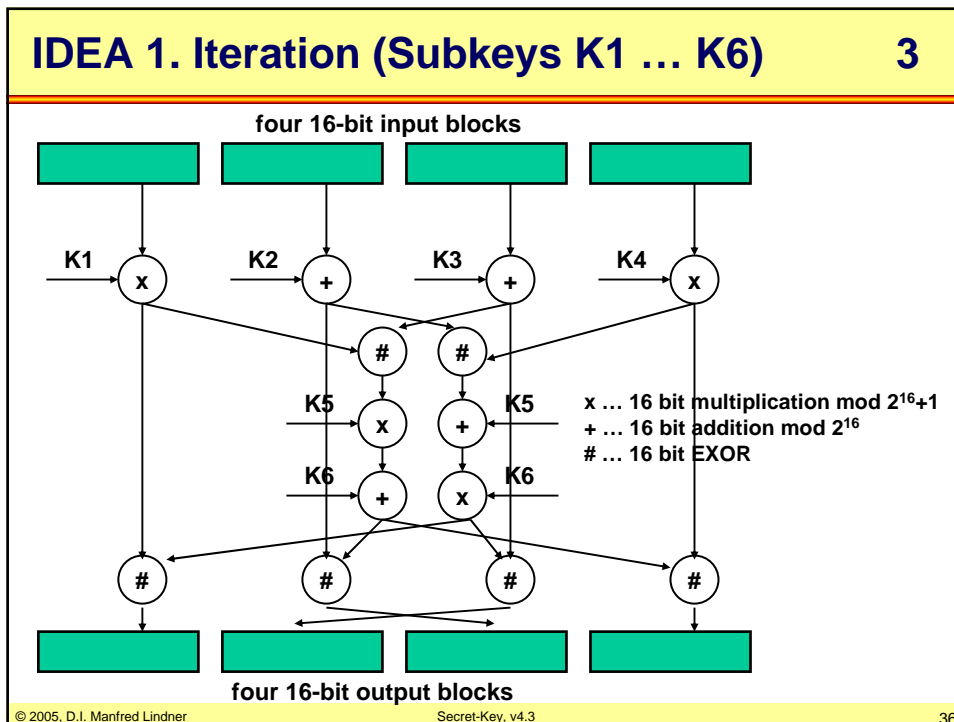 IDEA 1. Iteration (Subkeys K1 … K6) 3
four 16-bit input blocks
K1 x K2 + K3 + K4 x
# #
K5 x + K5
K6 + x K6
x … 16 bit multiplication mod 2¹⁶+1
+ … 16 bit addition mod 2¹⁶
# … 16 bit EXOR
# # # #
four 16-bit output blocks
© 2005, D.I. Manfred Lindner Secret-Key, v4.3 36